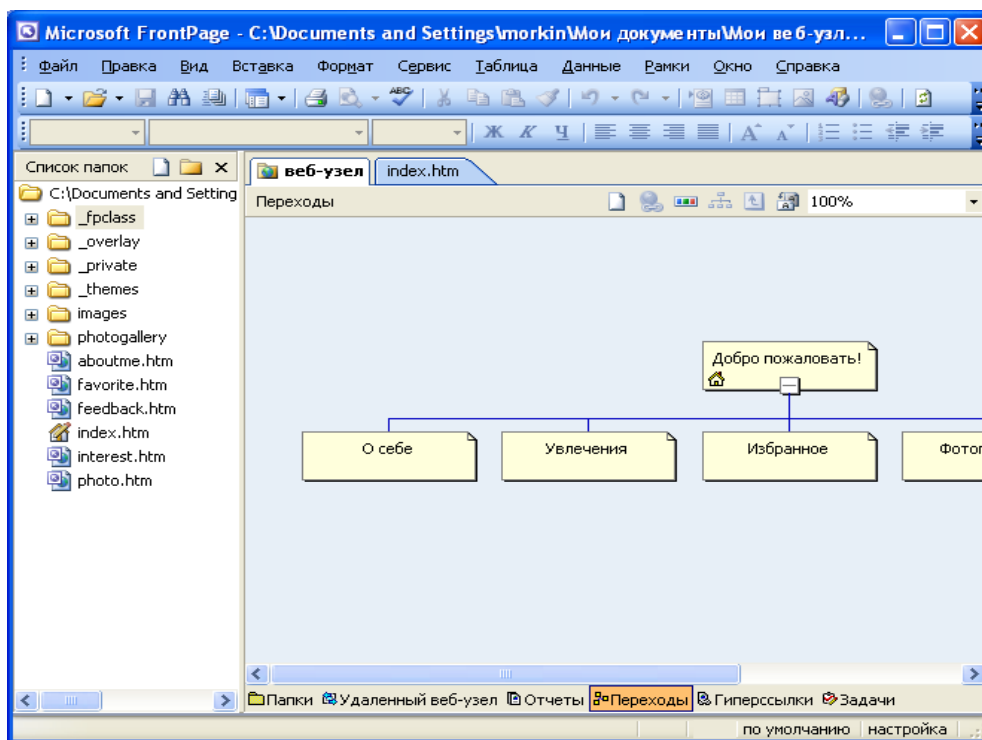 Microsoft FrontPage - C:\Documents and Settings\morkin\Мои документы\Мои веб-узл...
Файл Правка Вид Вставка Формат Сервис Таблица Данные Рамки Окно Справка
Ж К Ч
Список папок
веб-узел index.htm
C:\Documents and Setting
Переходы 100%
_fpclass
_overlay
_private
_themes
images
photogallery
aboutme.htm
favorite.htm
feedback.htm
index.htm
interest.htm
photo.htm
Добро пожаловать!
О себе Увлечения Избранное Фотог
Папки Удаленный веб-узел Отчеты Переходы Гиперссылки Задачи
по умолчанию настройка